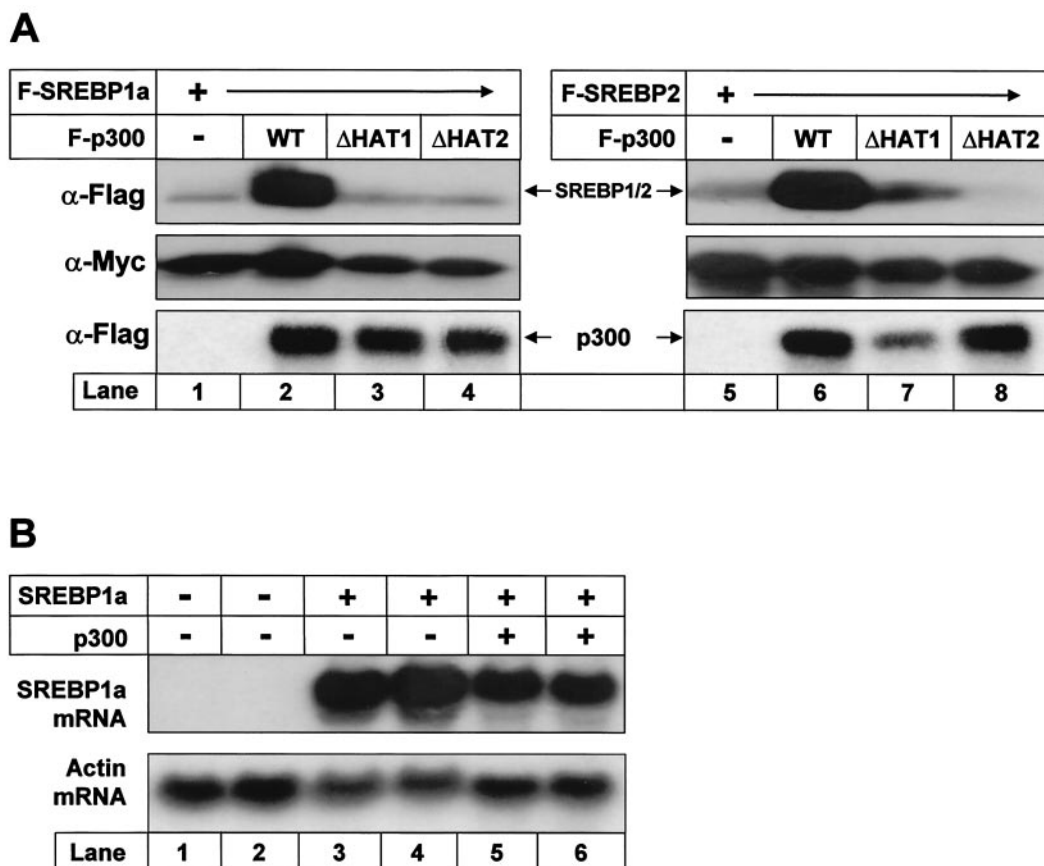 A
F-SREBP1a + F-SREBP2 +
F-p300 - WT ΔHAT1 ΔHAT2 F-p300 - WT ΔHAT1 ΔHAT2
α-Flag SREBP1/2
α-Myc
α-Flag p300
Lane 1 2 3 4 5 6 7 8
B
SREBP1a - - + + + +
p300 - - - - + +
SREBP1a
mRNA
Actin
mRNA
Lane 1 2 3 4 5 6